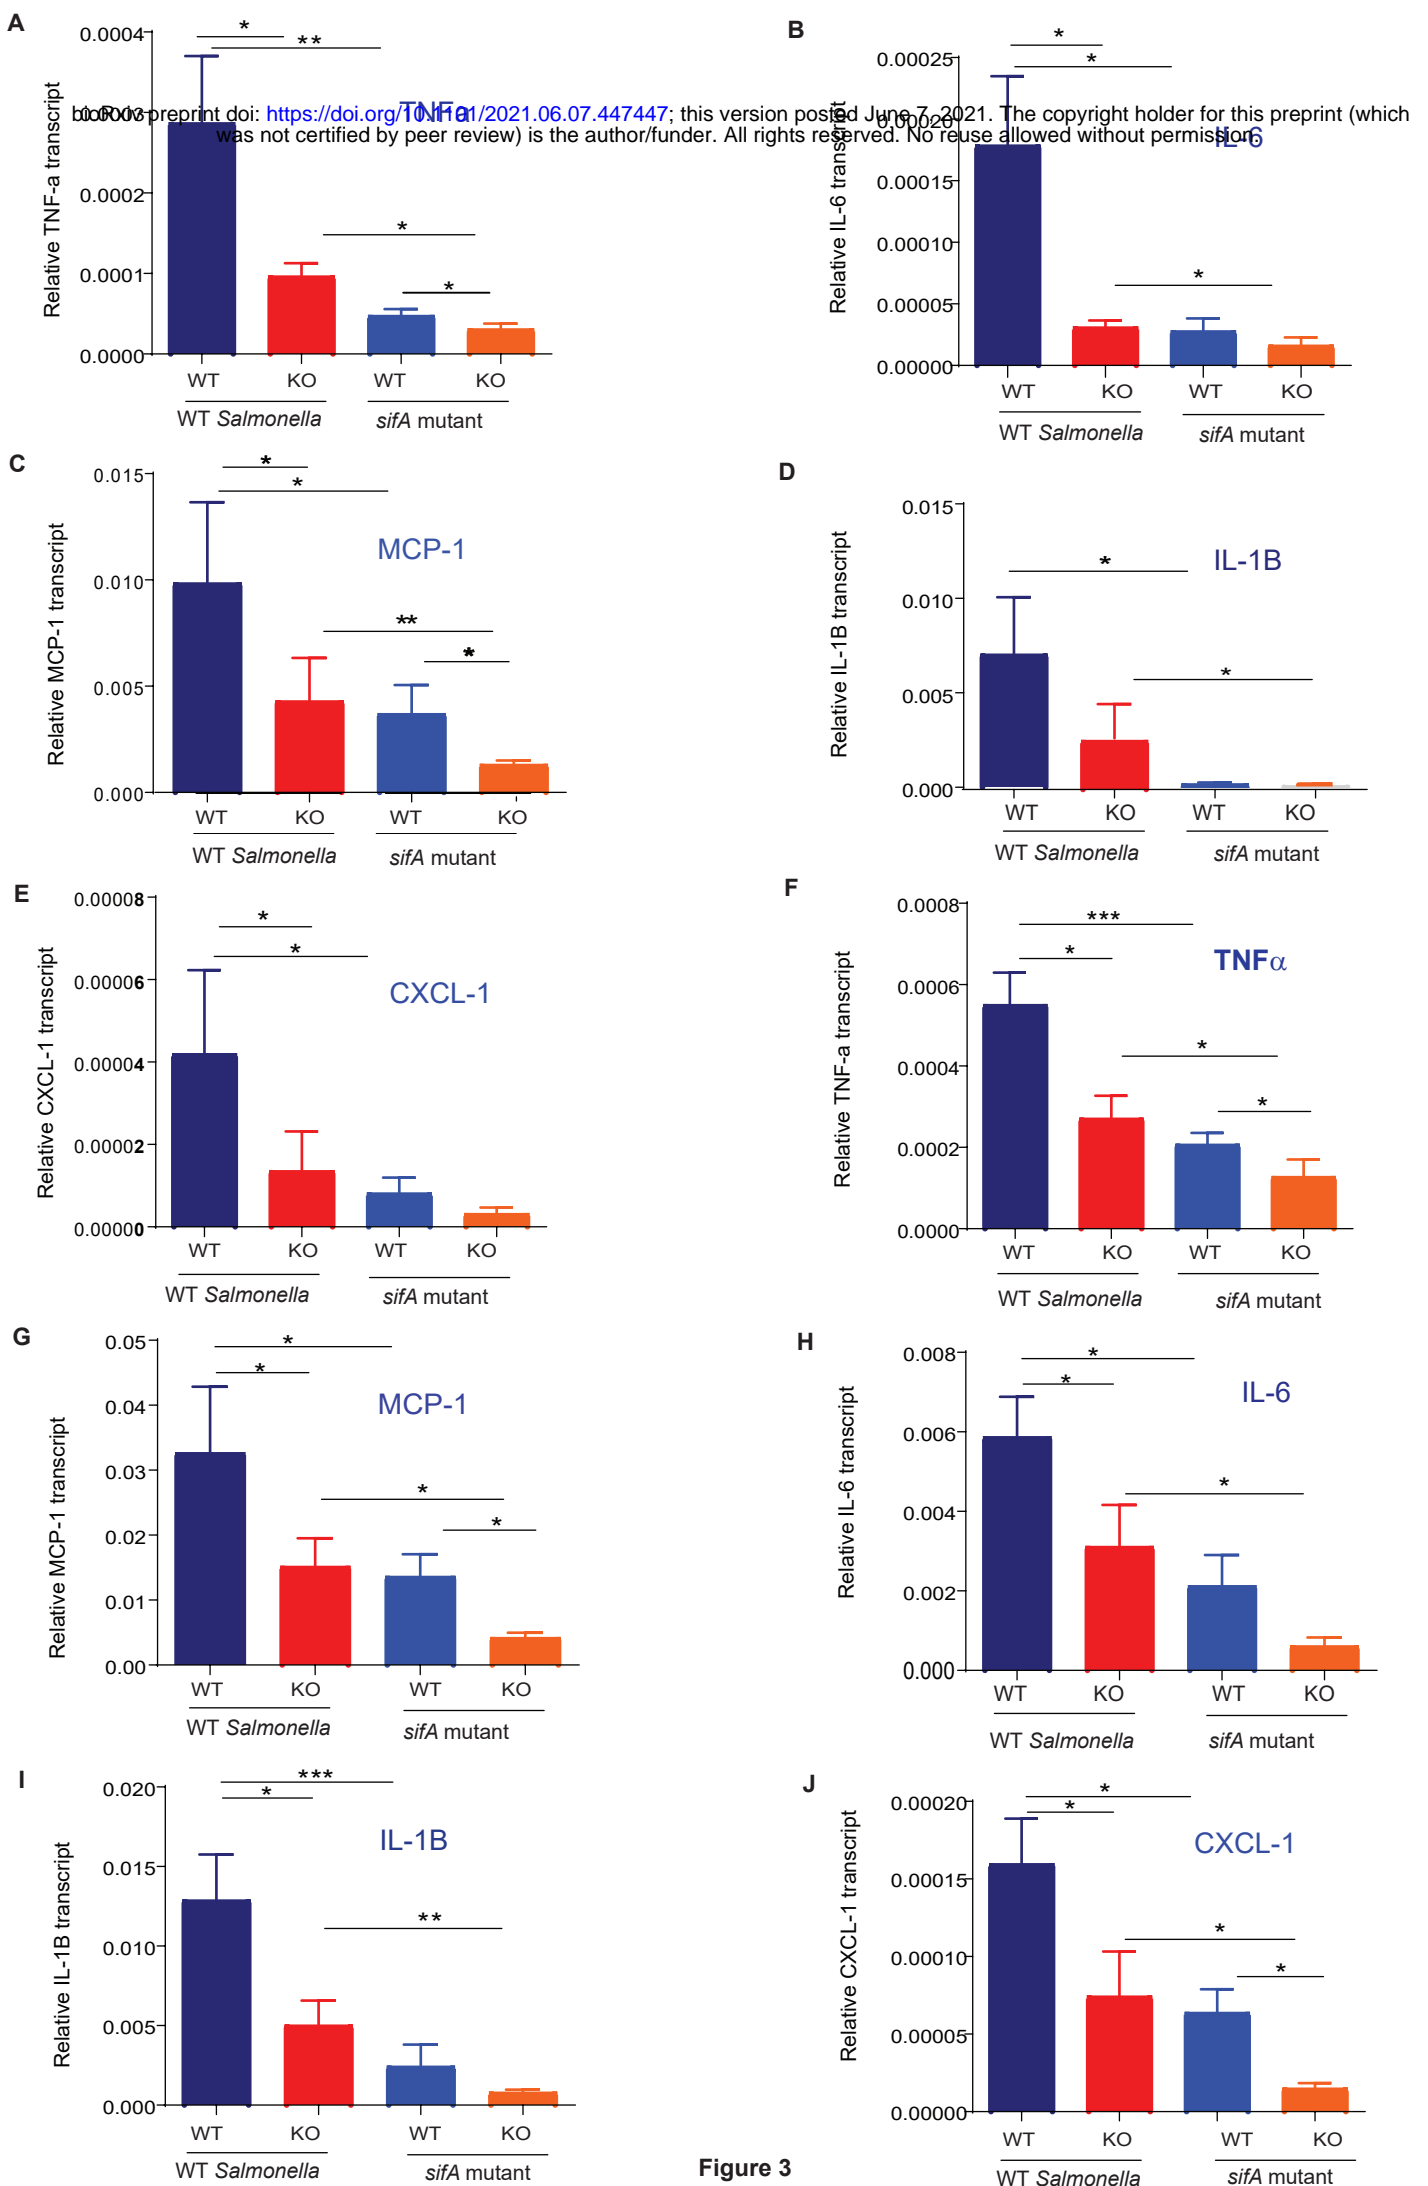 A
0.0004
0.0003
0.0002
0.0001
0.0000
Relative TNF-a transcript
*
**
*
*
TNFα
WT KO WT KO
WT Salmonella sifA mutant
B
0.00025
0.00020
0.00015
0.00010
0.00005
0.00000
Relative IL-6 transcript
*
*
*
IL-6
WT KO WT KO
WT Salmonella sifA mutant
bioRxiv preprint doi: https://doi.org/10.1101/2021.06.07.447447; this version posted June 7, 2021. The copyright holder for this preprint (which
was not certified by peer review) is the author/funder. All rights reserved. No reuse allowed without permission.
C
0.015
0.010
0.005
0.000
Relative MCP-1 transcript
*
*
**
*
MCP-1
WT KO WT KO
WT Salmonella sifA mutant
D
0.015
0.010
0.005
0.000
Relative IL-1B transcript
*
*
IL-1B
WT KO WT KO
WT Salmonella sifA mutant
E
0.00008
0.00006
0.00004
0.00002
0.00000
Relative CXCL-1 transcript
*
*
CXCL-1
WT KO WT KO
WT Salmonella sifA mutant
F
0.0008
0.0006
0.0004
0.0002
0.0000
Relative TNF-a transcript
***
*
*
*
TNFα
WT KO WT KO
WT Salmonella sifA mutant
G
0.05
0.04
0.03
0.02
0.01
0.00
Relative MCP-1 transcript
*
*
*
*
MCP-1
WT KO WT KO
WT Salmonella sifA mutant
H
0.008
0.006
0.004
0.002
0.000
Relative IL-6 transcript
*
*
*
IL-6
WT KO WT KO
WT Salmonella sifA mutant
I
0.020
0.015
0.010
0.005
0.000
Relative IL-1B transcript
***
*
**
IL-1B
WT KO WT KO
WT Salmonella sifA mutant
J
0.00020
0.00015
0.00010
0.00005
0.00000
Relative CXCL-1 transcript
*
*
*
*
CXCL-1
WT KO WT KO
WT Salmonella sifA mutant
Figure 3